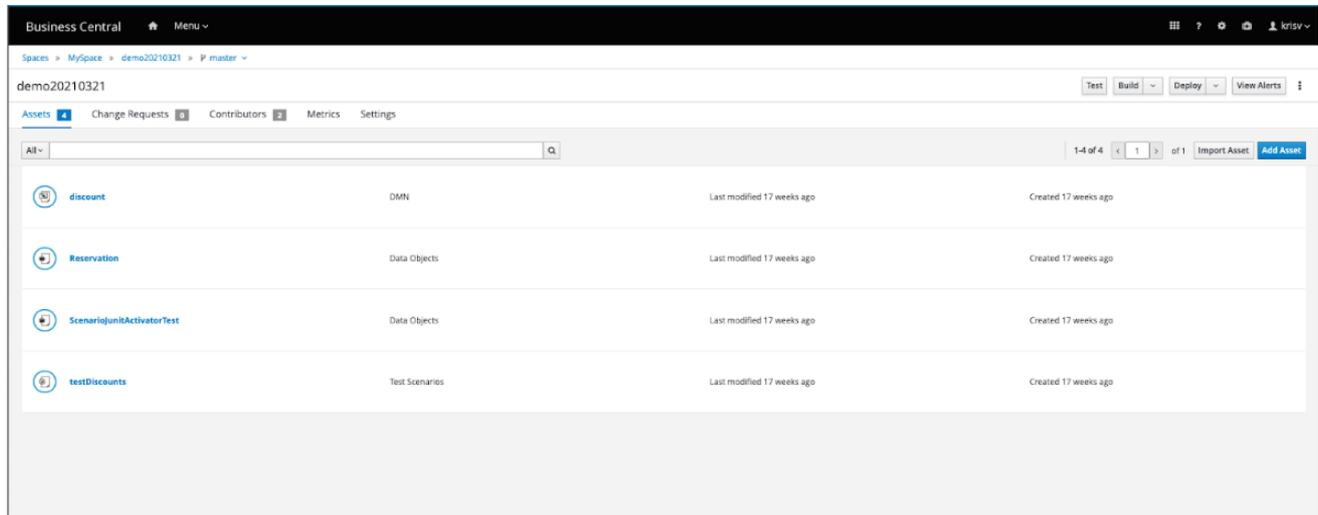 Business Central Menu ? krisv
Spaces » MySpace » demo20210321 » master
demo20210321 Test Build Deploy View Alerts
Assets 4 Change Requests 0 Contributors 2 Metrics Settings
All 1-4 of 4 < 1 > of 1 Import Asset Add Asset
discount DMN Last modified 17 weeks ago Created 17 weeks ago
Reservation Data Objects Last modified 17 weeks ago Created 17 weeks ago
ScenarioJunitActivatorTest Data Objects Last modified 17 weeks ago Created 17 weeks ago
testDiscounts Test Scenarios Last modified 17 weeks ago Created 17 weeks ago